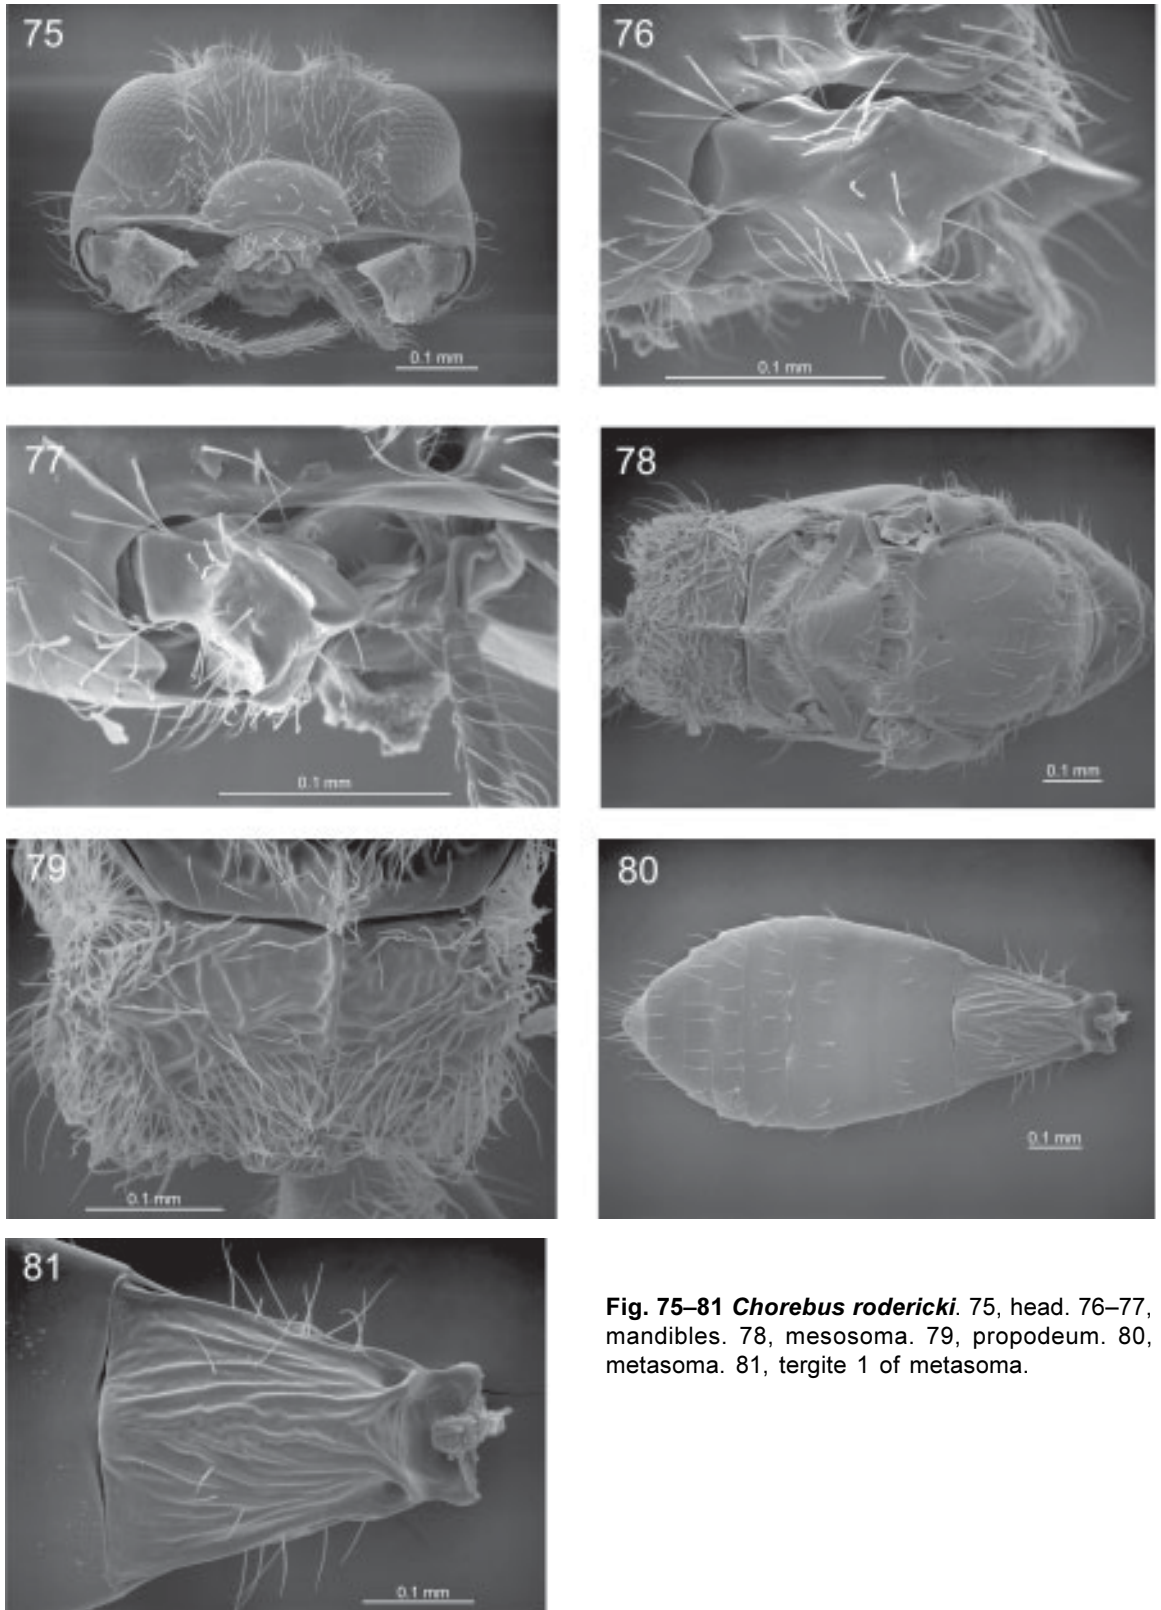 75
76
0.1 mm
0.1 mm
77
78
0.1 mm
0.1 mm
79
80
0.1 mm
0.1 mm
81
Fig. 75–81 Chorebus rodericki. 75, head. 76–77,
mandibles. 78, mesosoma. 79, propodeum. 80,
metasoma. 81, tergite 1 of metasoma.
0.1 mm